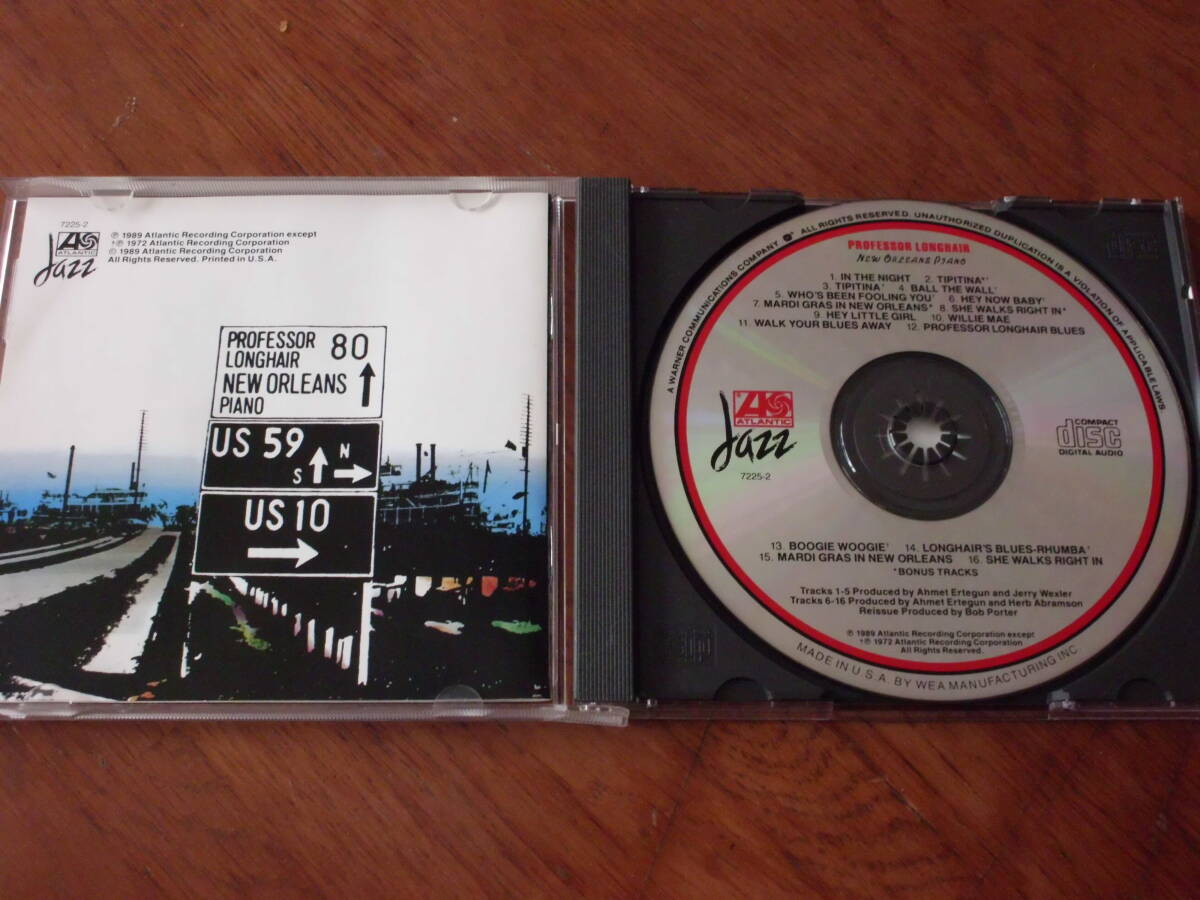 7225-2
ATLANTIC
Jazz
℗ 1989 Atlantic Recording Corporation except
†℗ 1972 Atlantic Recording Corporation
© 1989 Atlantic Recording Corporation
All Rights Reserved. Printed in U.S.A.
PROFESSOR 80
LONGHAIR
NEW ORLEANS
PIANO
US 59 N
S
US 10
A WARNER COMMUNICATIONS COMPANY ALL RIGHTS RESERVED. UNAUTHORIZED DUPLICATION IS A VIOLATION OF APPLICABLE LAWS.
PROFESSOR LONGHAIR
NEW ORLEANS PIANO
1. IN THE NIGHT 2. TIPITINA*†
3. TIPITINA† 4. BALL THE WALL†
5. WHO'S BEEN FOOLING YOU† 6. HEY NOW BABY†
7. MARDI GRAS IN NEW ORLEANS* 8. SHE WALKS RIGHT IN*
9. HEY LITTLE GIRL 10. WILLIE MAE
11. WALK YOUR BLUES AWAY 12. PROFESSOR LONGHAIR BLUES
ATLANTIC
Jazz
7225-2
COMPACT
disc
DIGITAL AUDIO
13. BOOGIE WOOGIE† 14. LONGHAIR'S BLUES-RHUMBA†
15. MARDI GRAS IN NEW ORLEANS 16. SHE WALKS RIGHT IN
*BONUS TRACKS
Tracks 1-5 Produced by Ahmet Ertegun and Jerry Wexler
Tracks 6-16 Produced by Ahmet Ertegun and Herb Abramson
Reissue Produced by Bob Porter
℗ 1989 Atlantic Recording Corporation except
†℗ 1972 Atlantic Recording Corporation
All Rights Reserved.
MADE IN U.S.A. BY WEA MANUFACTURING INC